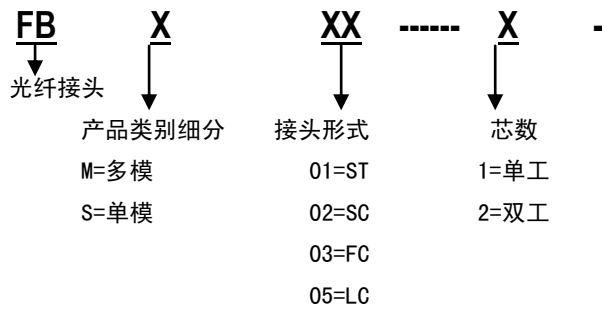 FB X XX ------ X -
光纤接头
产品类别细分 接头形式 芯数
M=多模 01=ST 1=单工
S=单模 02=SC 2=双工
03=FC
05=LC